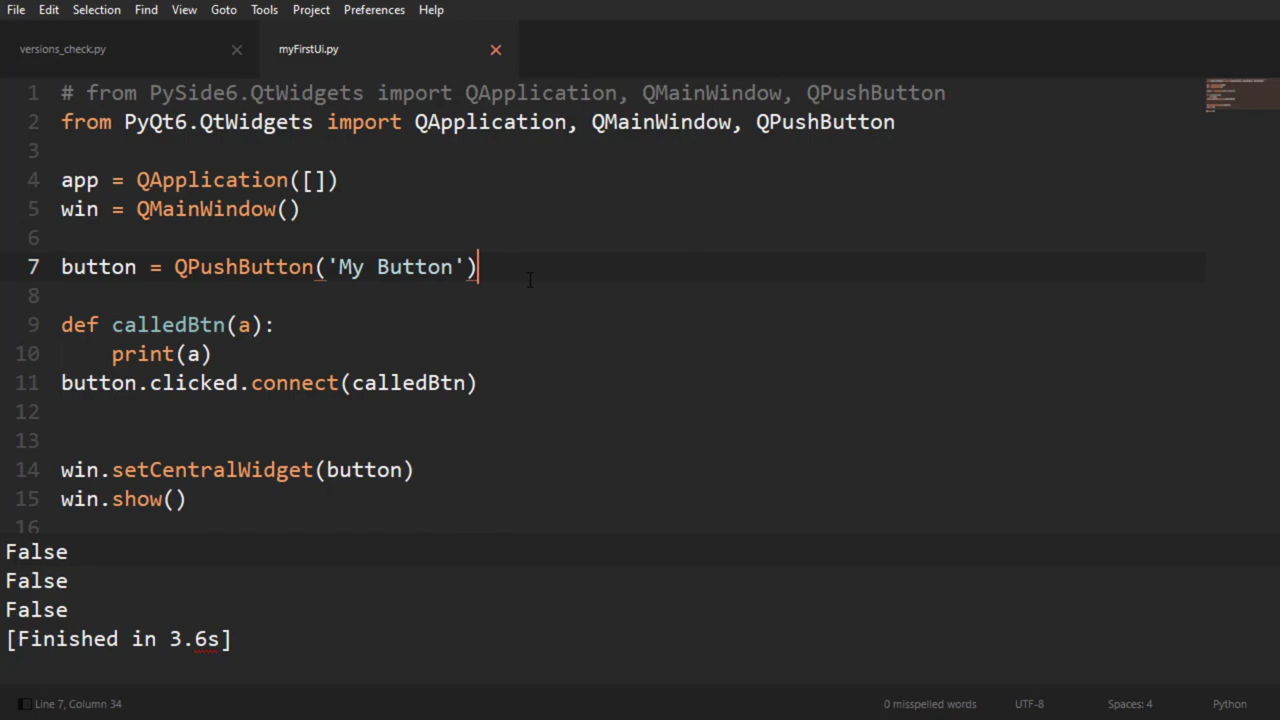 File Edit Selection Find View Goto Tools Project Preferences Help
versions_check.py myFirstUi.py
1 # from PySide6.QtWidgets import QApplication, QMainWindow, QPushButton
2 from PyQt6.QtWidgets import QApplication, QMainWindow, QPushButton
3
4 app = QApplication([])
5 win = QMainWindow()
6
7 button = QPushButton('My Button')
8
9 def calledBtn(a):
10 print(a)
11 button.clicked.connect(calledBtn)
12
13
14 win.setCentralWidget(button)
15 win.show()
16
False
False
False
[Finished in 3.6s]
Line 7, Column 34 0 misspelled words UTF-8 Spaces: 4 Python